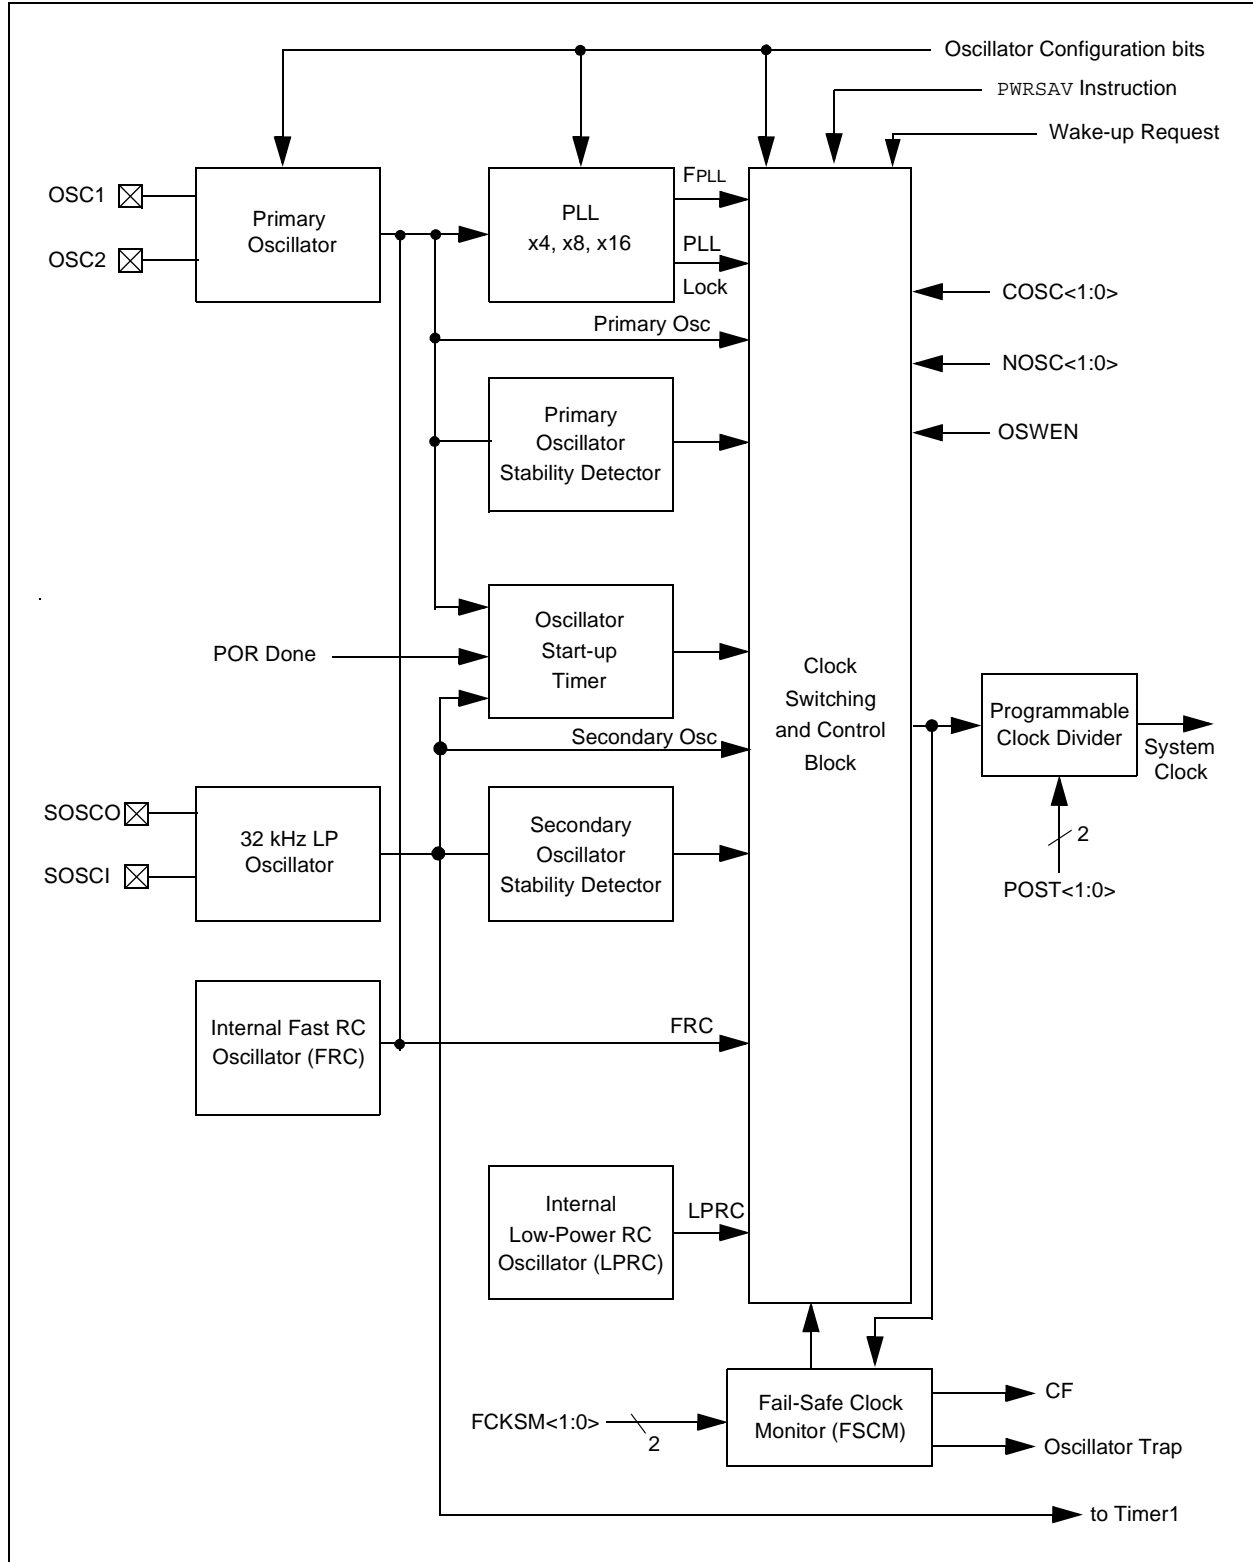 Oscillator Configuration bits
PWRSAV Instruction
Wake-up Request
OSC1
OSC2
Primary
Oscillator
PLL
x4, x8, x16
FPLL
PLL
Lock
COSC<1:0>
Primary Osc
NOSC<1:0>
OSWEN
Primary
Oscillator
Stability Detector
POR Done
Oscillator
Start-up
Timer
Secondary Osc
Clock
Switching
and Control
Block
Programmable
Clock Divider
System
Clock
2
POST<1:0>
SOSCO
SOSCI
32 kHz LP
Oscillator
Secondary
Oscillator
Stability Detector
Internal Fast RC
Oscillator (FRC)
FRC
Internal
Low-Power RC
Oscillator (LPRC)
LPRC
FCKSM<1:0>
2
Fail-Safe Clock
Monitor (FSCM)
CF
Oscillator Trap
to Timer1